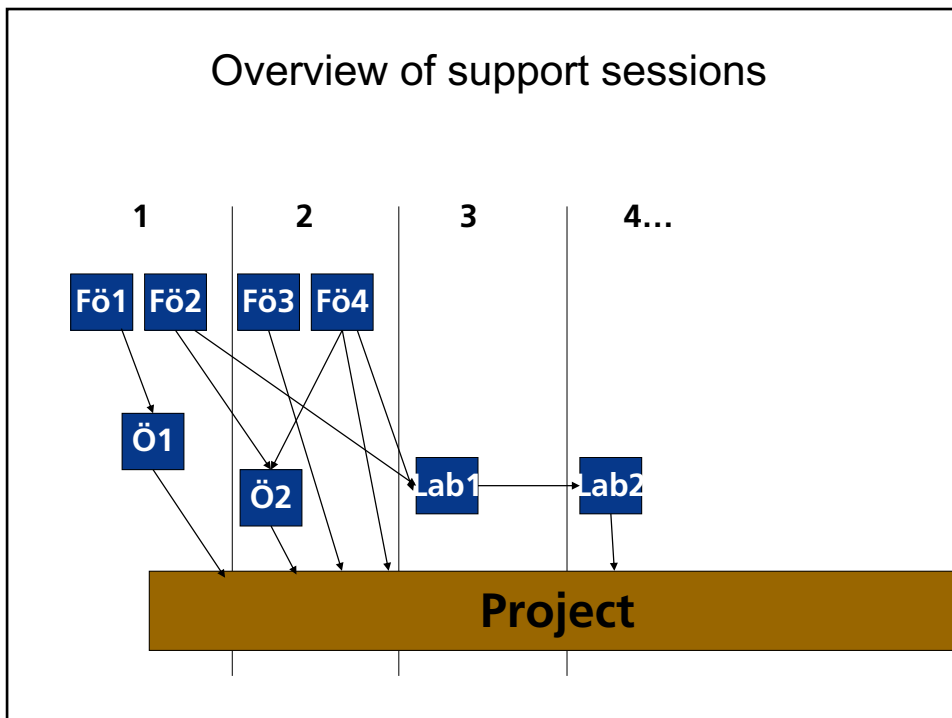 Overview of support sessions
1 2 3 4...
Fö1 Fö2 Fö3 Fö4
Ö1
Lab1 Lab2
Ö2
Project